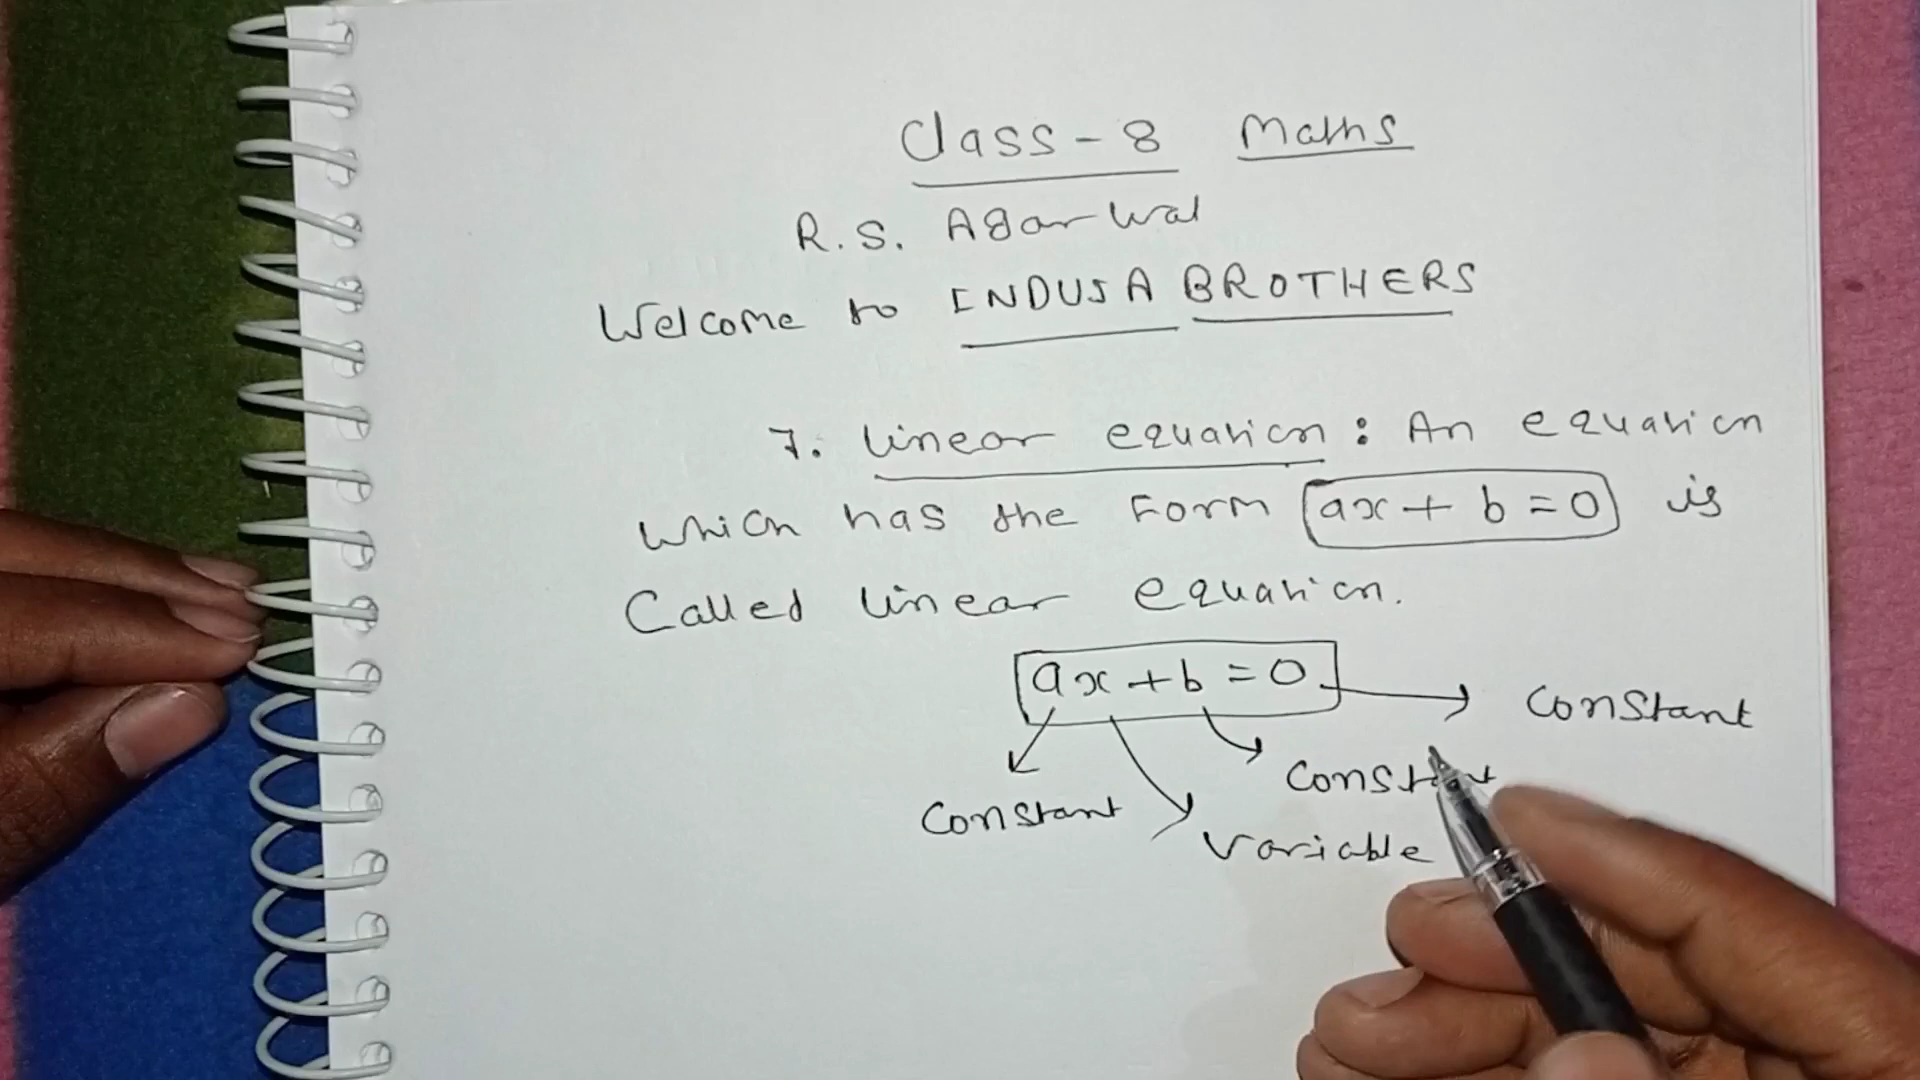 Class - 8 Maths
R.S. Agarwal
Welcome to INDUJA BROTHERS
7. Linear equation : An equation
which has the Form ax + b = 0 is
Called linear equation.
ax + b = 0
Constant
Constant
Constant
Variable